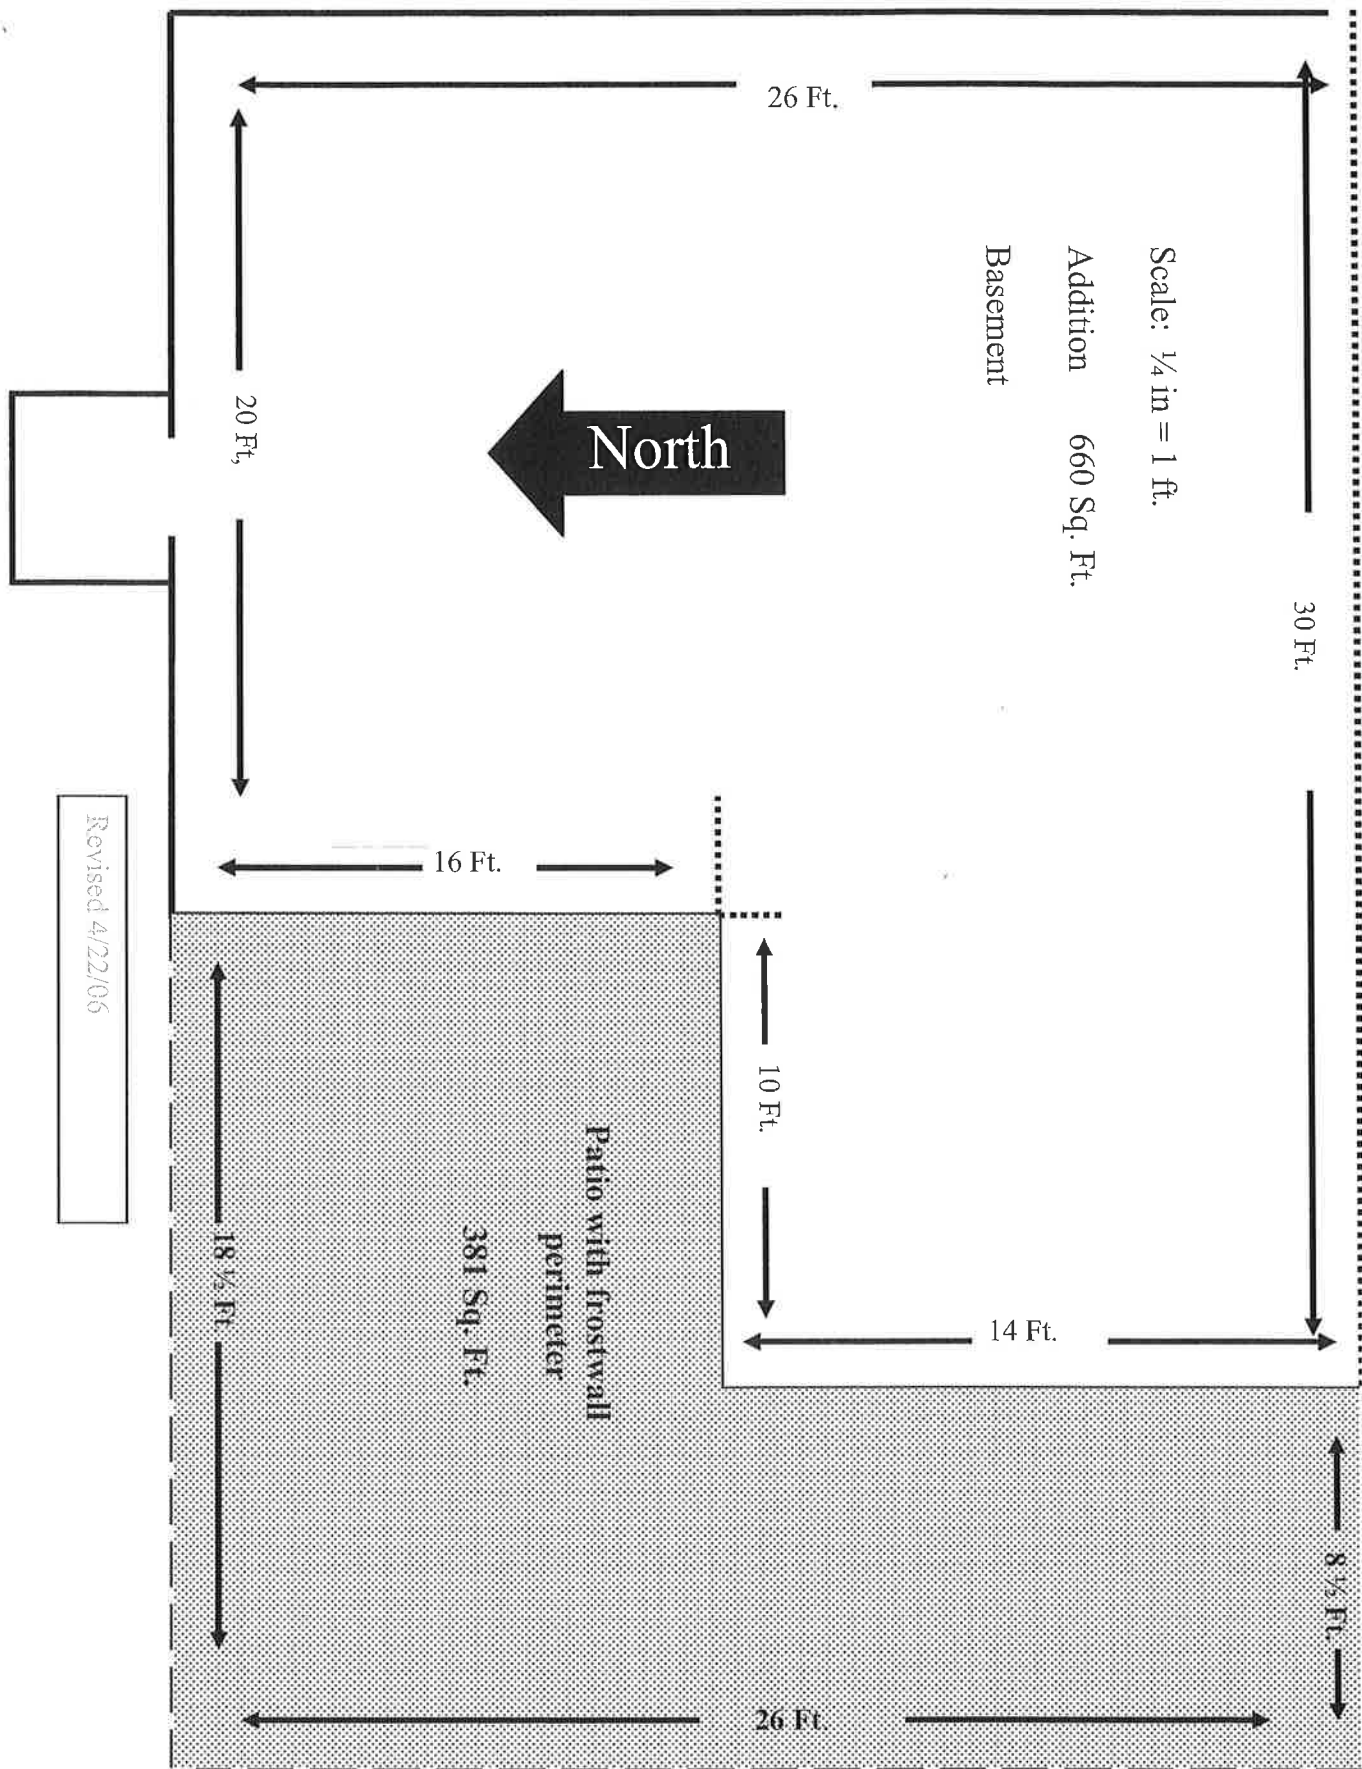 26 Ft.
30 Ft.
Scale: ¼ in = 1 ft.
Addition 660 Sq. Ft.
Basement
North
20 Ft,
16 Ft.
10 Ft.
14 Ft.
Patio with frostwall
perimeter
381 Sq. Ft.
18 ½ Ft.
8 ½ Ft.
26 Ft.
Revised 4/22/06